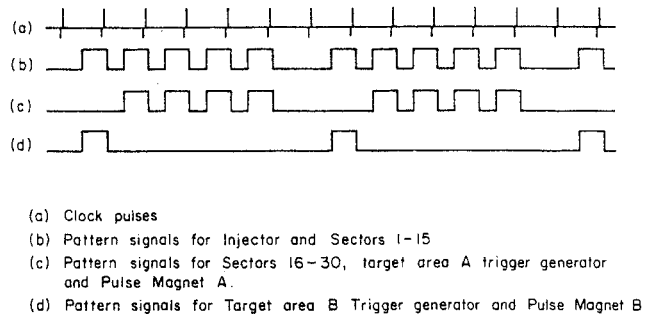 (a)
(b)
(c)
(d)
(a) Clock pulses
(b) Pattern signals for Injector and Sectors 1-15
(c) Pattern signals for Sectors 16-30, target area A trigger generator
and Pulse Magnet A.
(d) Pattern signals for Target area B Trigger generator and Pulse Magnet B